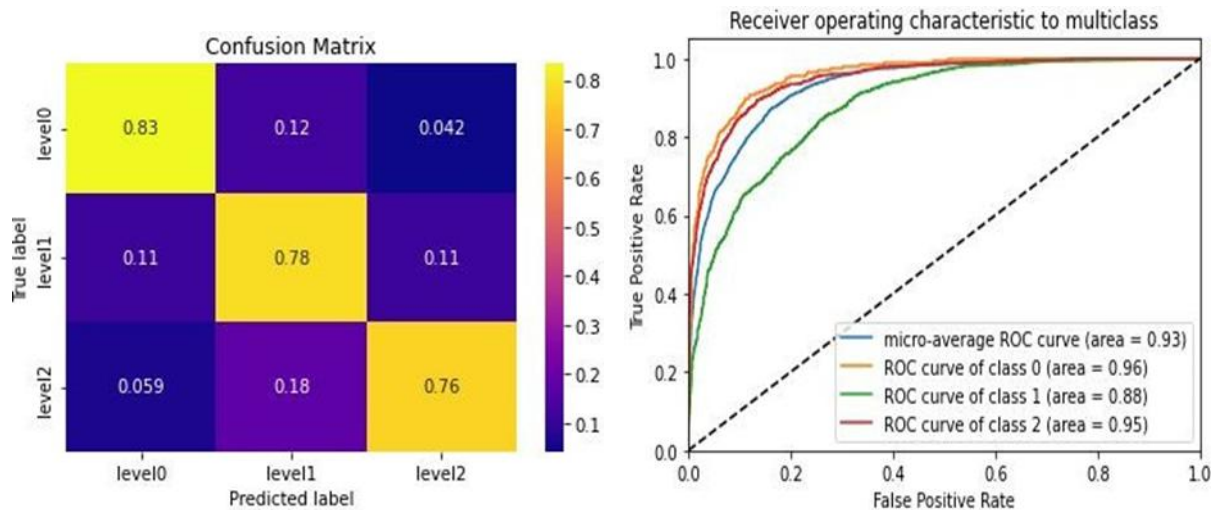 Confusion Matrix
True label
level0
level1
level2
0.83 0.12 0.042
0.11 0.78 0.11
0.059 0.18 0.76
level0 level1 level2
Predicted label
0.8
0.7
0.6
0.5
0.4
0.3
0.2
0.1
Receiver operating characteristic to multiclass
True Positive Rate
1.0
0.8
0.6
0.4
0.2
0.0
micro-average ROC curve (area = 0.93)
ROC curve of class 0 (area = 0.96)
ROC curve of class 1 (area = 0.88)
ROC curve of class 2 (area = 0.95)
0.0 0.2 0.4 0.6 0.8 1.0
False Positive Rate